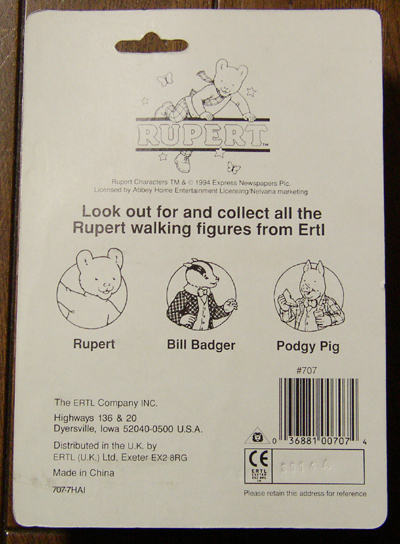 RUPERT TM
Rupert Characters TM & © 1994 Express Newspapers Plc.
Licensed by Abbey Home Entertainment Licensing/Nelvana marketing
Look out for and collect all the
Rupert walking figures from Ertl
Rupert Bill Badger Podgy Pig
#707
The ERTL Company INC.
Highways 136 & 20
Dyersville, Iowa 52040-0500 U.S.A.
Distributed in the U.K. by
ERTL (U.K.) Ltd, Exeter EX2 8RG
Made in China
707-7HAI
0 36881 00707 4
CE
ERTL
Please retain this address for reference